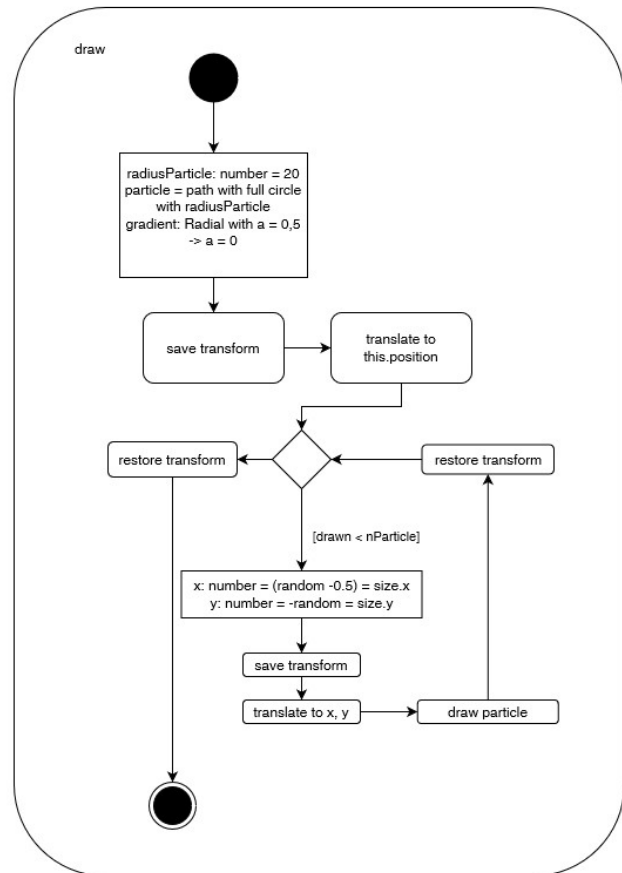 draw
radiusParticle: number = 20
particle = path with full circle
with radiusParticle
gradient: Radial with a = 0,5
-> a = 0
save transform
translate to
this.position
restore transform
restore transform
[drawn < nParticle]
x: number = (random -0.5) = size.x
y: number = -random = size.y
save transform
translate to x, y
draw particle